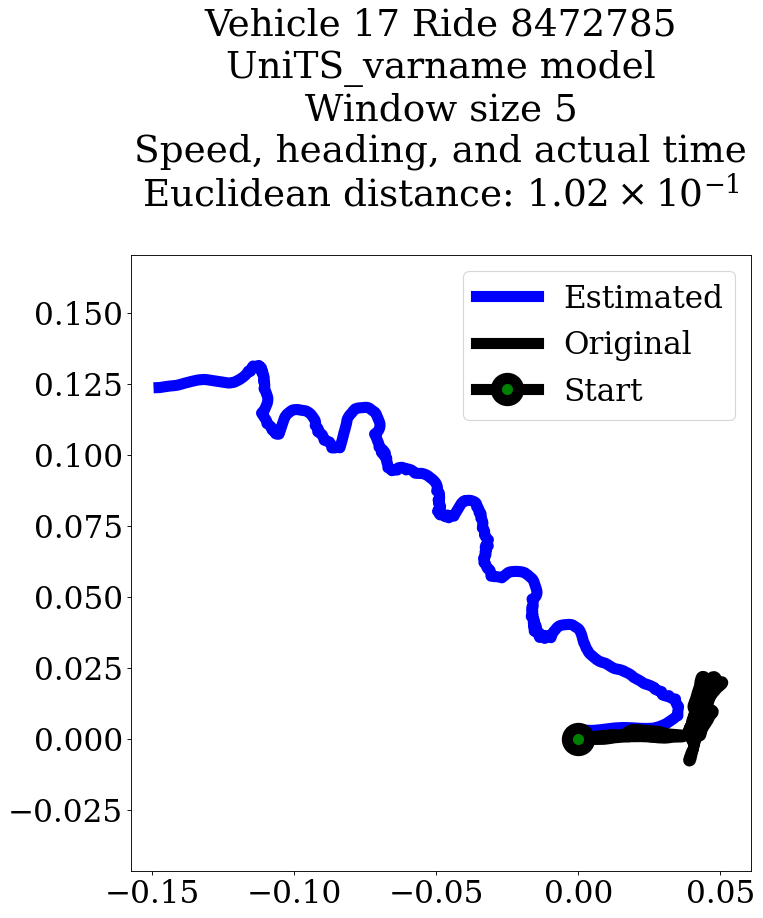 Vehicle 17 Ride 8472785
UniTS_varname model
Window size 5
Speed, heading, and actual time
Euclidean distance: 1.02 × 10⁻¹
Estimated
Original
Start
0.150
0.125
0.100
0.075
0.050
0.025
0.000
−0.025
−0.15 −0.10 −0.05 0.00 0.05